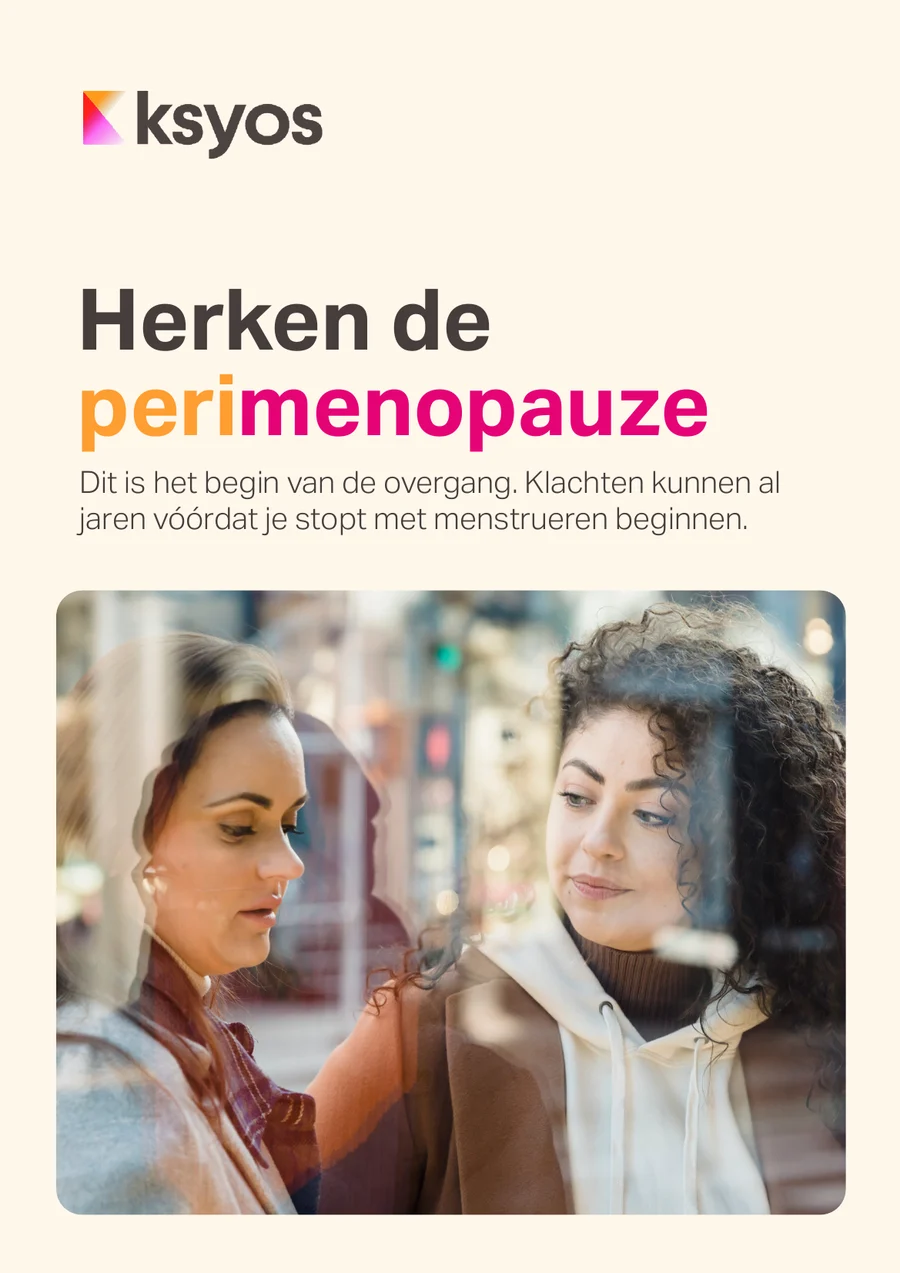 ksyos
Herken de
perimenopauze
Dit is het begin van de overgang. Klachten kunnen al
jaren vóórdat je stopt met menstrueren beginnen.